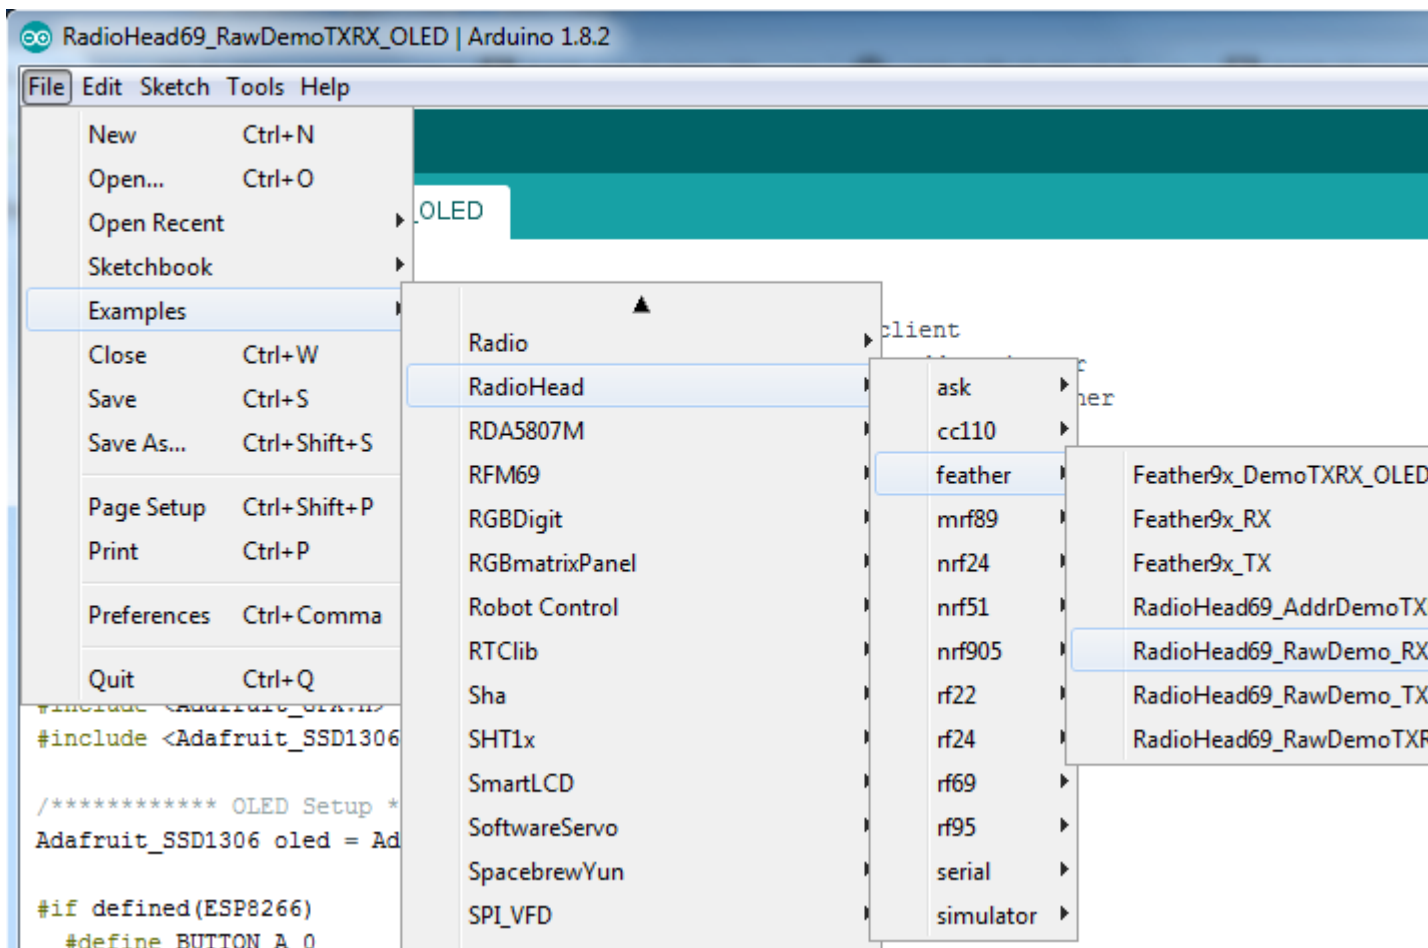 RadioHead69_RawDemoTXRX_OLED | Arduino 1.8.2
File Edit Sketch Tools Help
New Ctrl+N
Open... Ctrl+O
Open Recent
Sketchbook
Examples
Close Ctrl+W
Save Ctrl+S
Save As... Ctrl+Shift+S
Page Setup Ctrl+Shift+P
Print Ctrl+P
Preferences Ctrl+Comma
Quit Ctrl+Q
_OLED
client
Radio
RadioHead
RDA5807M
RFM69
RGBDigit
RGBmatrixPanel
Robot Control
RTClib
Sha
SHT1x
SmartLCD
SoftwareServo
SpacebrewYun
SPI_VFD
ask
cc110
feather
mrf89
nrf24
nrf51
nrf905
rf22
rf24
rf69
rf95
serial
simulator
Feather9x_DemoTXRX_OLED
Feather9x_RX
Feather9x_TX
RadioHead69_AddrDemoTX
RadioHead69_RawDemo_RX
RadioHead69_RawDemo_TX
RadioHead69_RawDemoTXR
#include <Adafruit_SSD1306
/************ OLED Setup *
Adafruit_SSD1306 oled = Ad
#if defined(ESP8266)
#define BUTTON_A 0